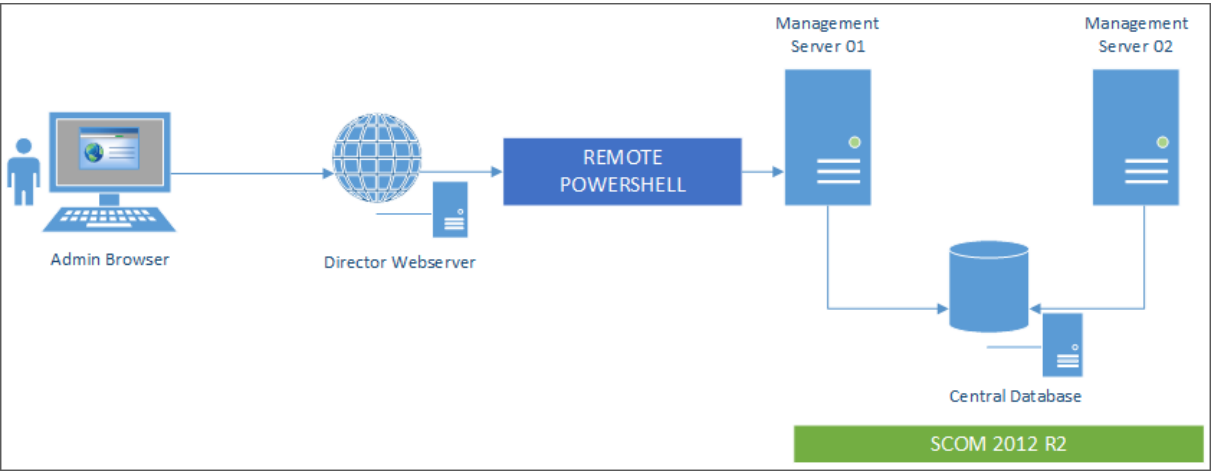 Management
Server 01
Management
Server 02
REMOTE
POWERSHELL
Admin Browser
Director Webserver
Central Database
SCOM 2012 R2